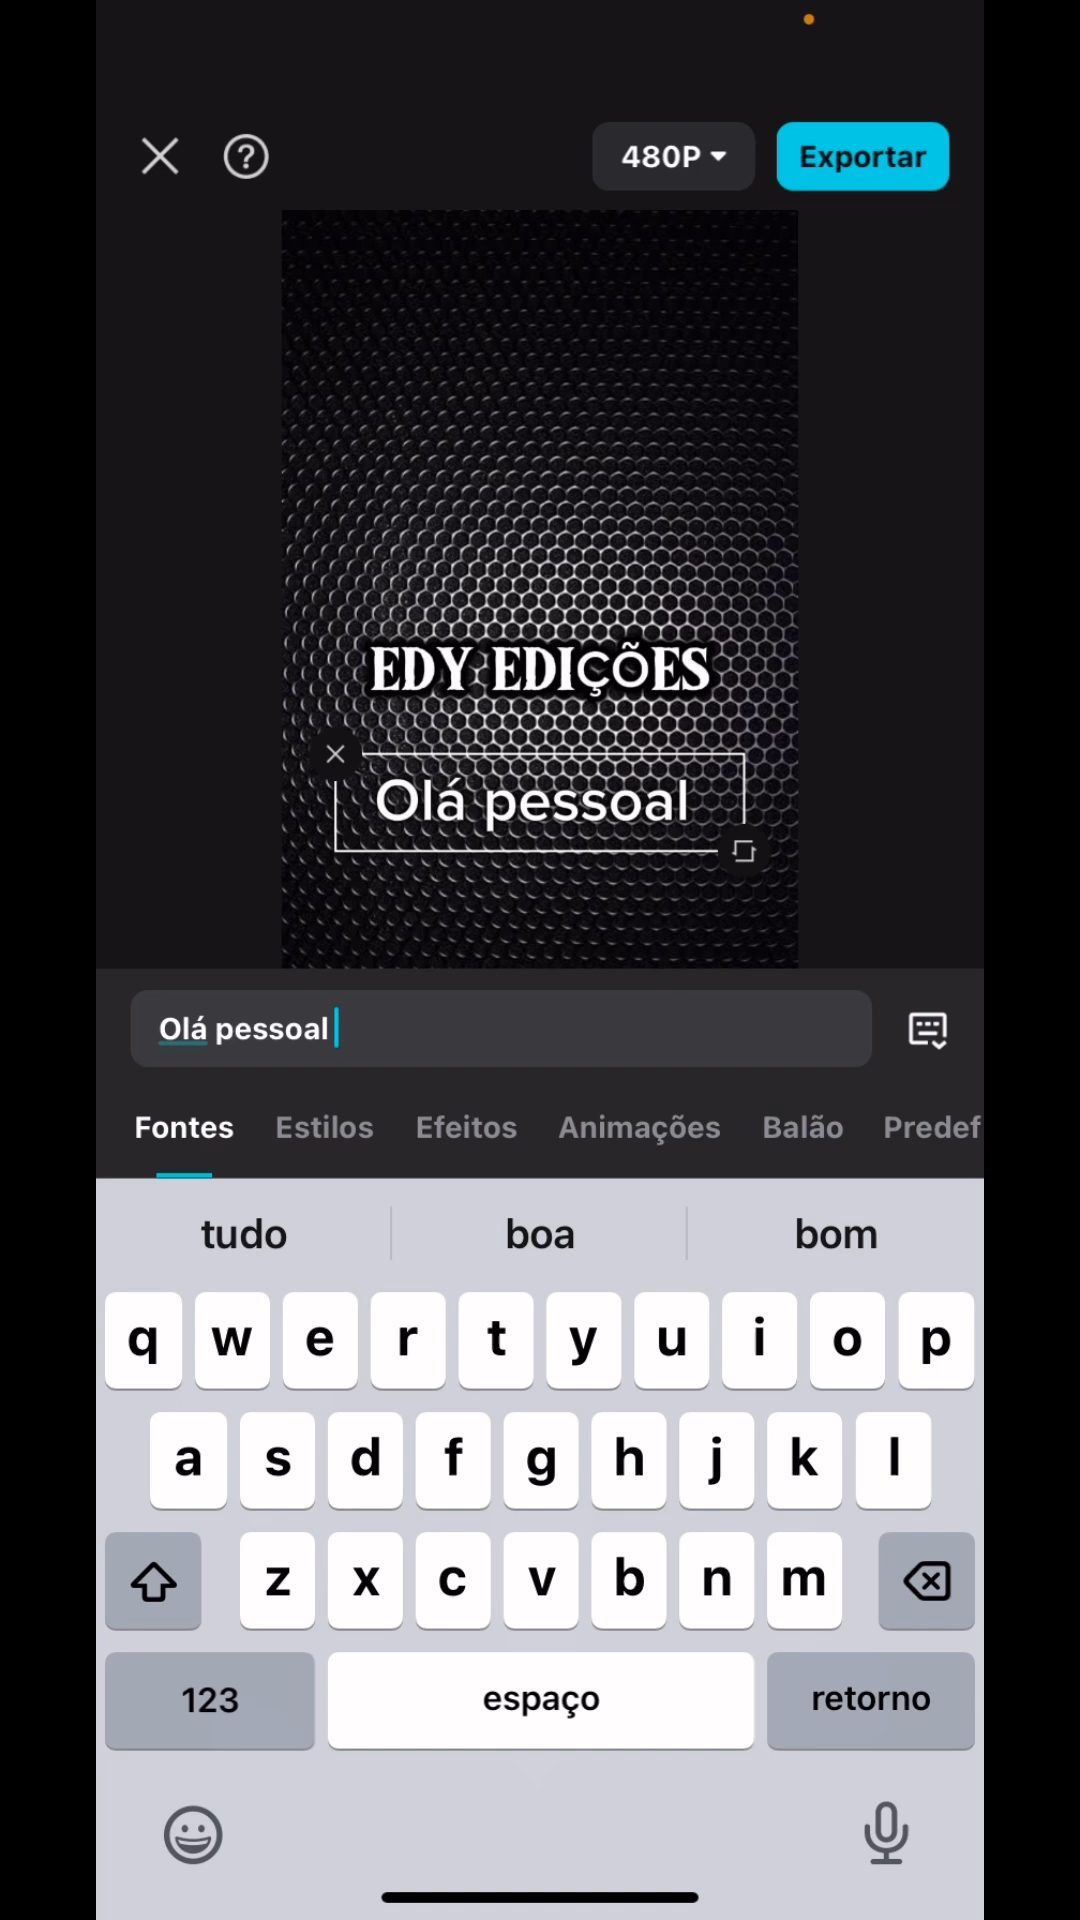 480P
Exportar
EDY EDIÇÕES
Olá pessoal
Olá pessoal
Fontes Estilos Efeitos Animações Balão Predef
tudo boa bom
q w e r t y u i o p
a s d f g h j k l
z x c v b n m
123 espaço retorno